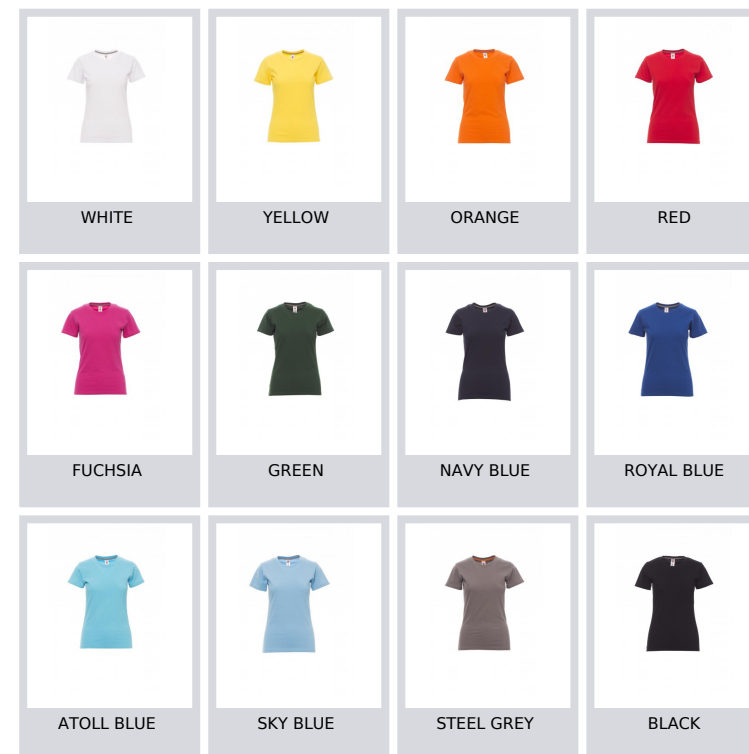 WHITE
YELLOW
ORANGE
RED
FUCHSIA
GREEN
NAVY BLUE
ROYAL BLUE
ATOLL BLUE
SKY BLUE
STEEL GREY
BLACK